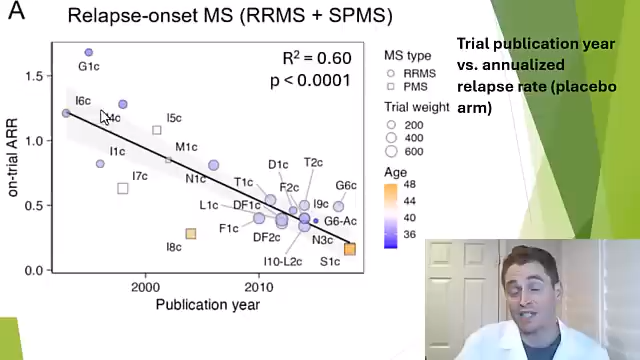 A
Relapse-onset MS (RRMS + SPMS)
R² = 0.60
p < 0.0001
on-trial ARR
1.5
1.0
0.5
0.0
G1c
I6c
I5c
M1c
I1c
I7c
N1c
D1c
T2c
T1c
F2c
G6c
L1c
DF1c
I9c
F1c
G6-Ac
DF2c
N3c
I8c
I10-L2c
S1c
2000
2010
Publication year
MS type
RRMS
PMS
Trial weight
200
400
600
Age
48
44
40
36
Trial publication year
vs. annualized
relapse rate (placebo
arm)